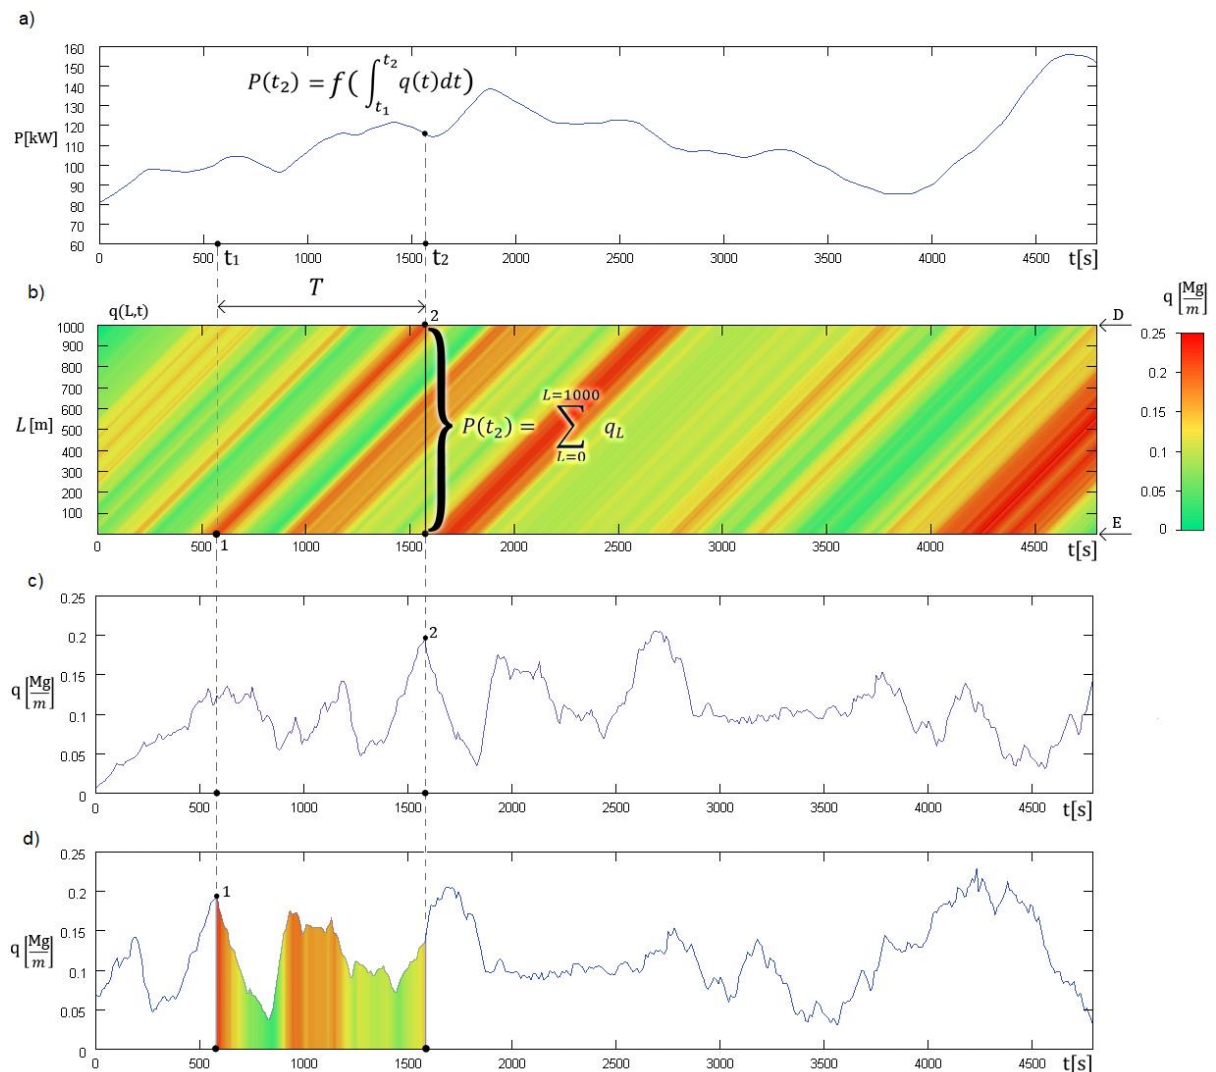 a)
160
150
140
130
120
P[kW]
110
100
90
80
70
60
P(t₂) = f( ∫_{t₁}^{t₂} q(t)dt)
0 500 t₁ 1000 1500 t₂ 2000 2500 3000 3500 4000 4500 t[s]
b)
q(L,t)
T
2
D
q [Mg/m]
1000
900
800
700
600
L [m] 500
400
300
200
100
P(t₂) = ∑_{L=0}^{L=1000} q_L
0.25
0.2
0.15
0.1
0.05
0
E
0 500 1 1000 1500 2000 2500 3000 3500 4000 4500 t[s]
c)
0.25
0.2
0.15
q [Mg/m]
0.1
0.05
0
2
0 500 1000 1500 2000 2500 3000 3500 4000 4500 t[s]
d)
0.25
0.2
0.15
q [Mg/m]
0.1
0.05
0
1
0 500 1000 1500 2000 2500 3000 3500 4000 4500 t[s]